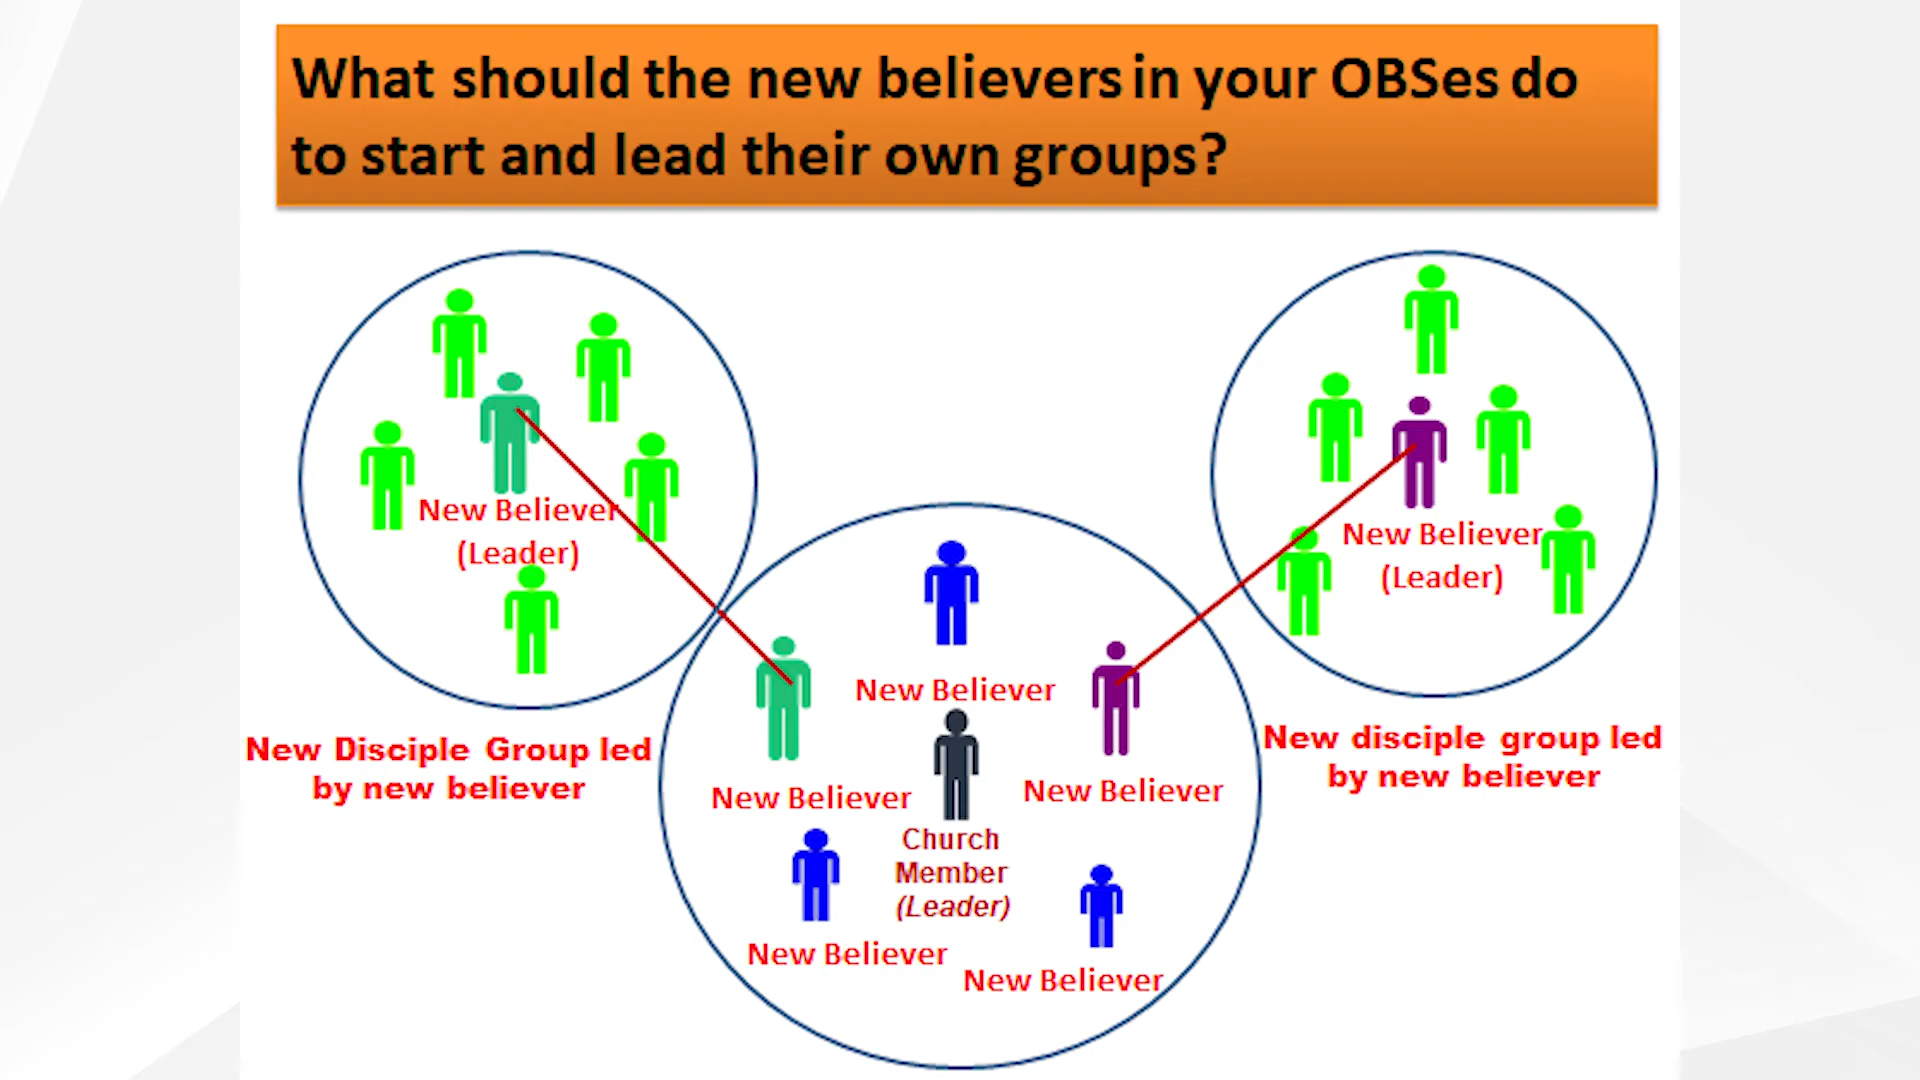 What should the new believers in your OBSes do
to start and lead their own groups?
New Believer
(Leader)
New Disciple Group led
by new believer
New Believer
(Leader)
New disciple group led
by new believer
New Believer
New Believer
New Believer
Church
Member
(Leader)
New Believer
New Believer